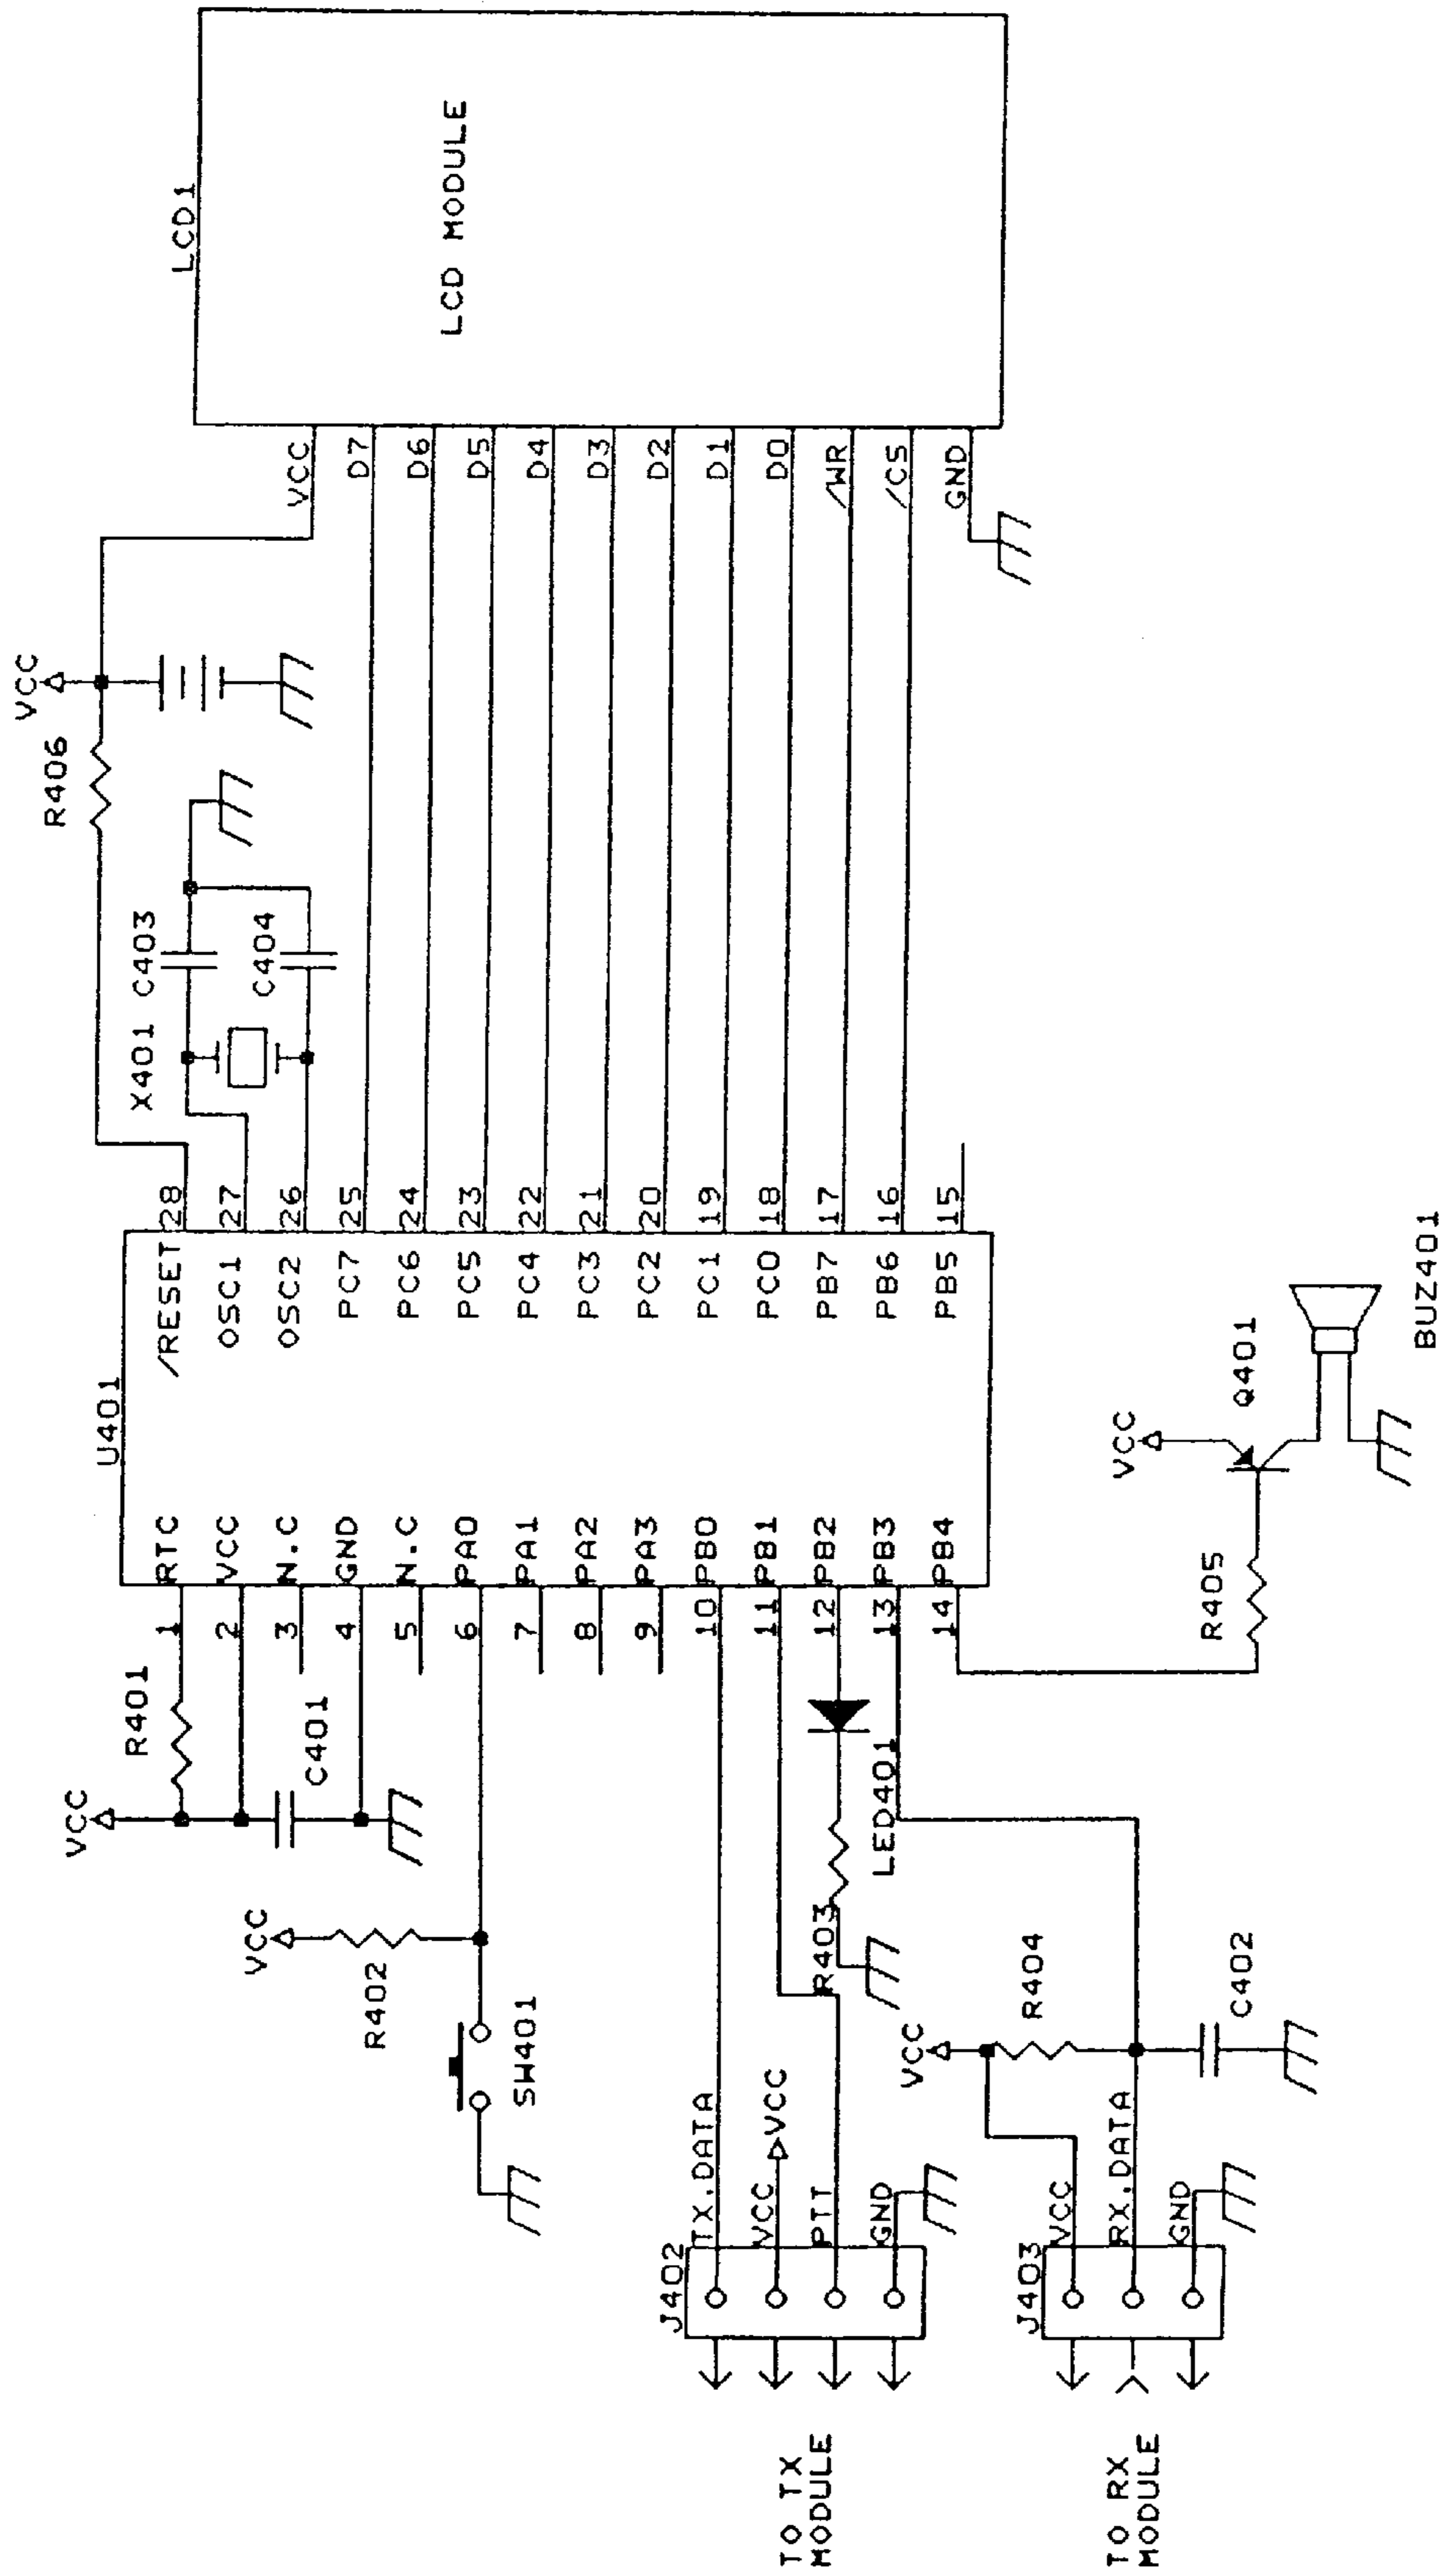 VCC
R406
X401 C403
C404
VCC
R401
C401
VCC
R402
SW401
U401
RTC
VCC
N.C
GND
N.C
PA0
PA1
PA2
PA3
PB0
PB1
PB2
PB3
PB4
1
2
3
4
5
6
7
8
9
10
11
12
13
14
/RESET
OSC1
OSC2
PC7
PC6
PC5
PC4
PC3
PC2
PC1
PC0
PB7
PB6
PB5
28
27
26
25
24
23
22
21
20
19
18
17
16
15
LCD1
LCD MODULE
VCC
D7
D6
D5
D4
D3
D2
D1
D0
/WR
/CS
GND
TO TX
MODULE
J402
TX.DATA
VCC
VCC
PTT
GND
R403
LED401
TO RX
MODULE
J403
VCC
RX.DATA
GND
VCC
R404
C402
R405
VCC
Q401
BUZ401